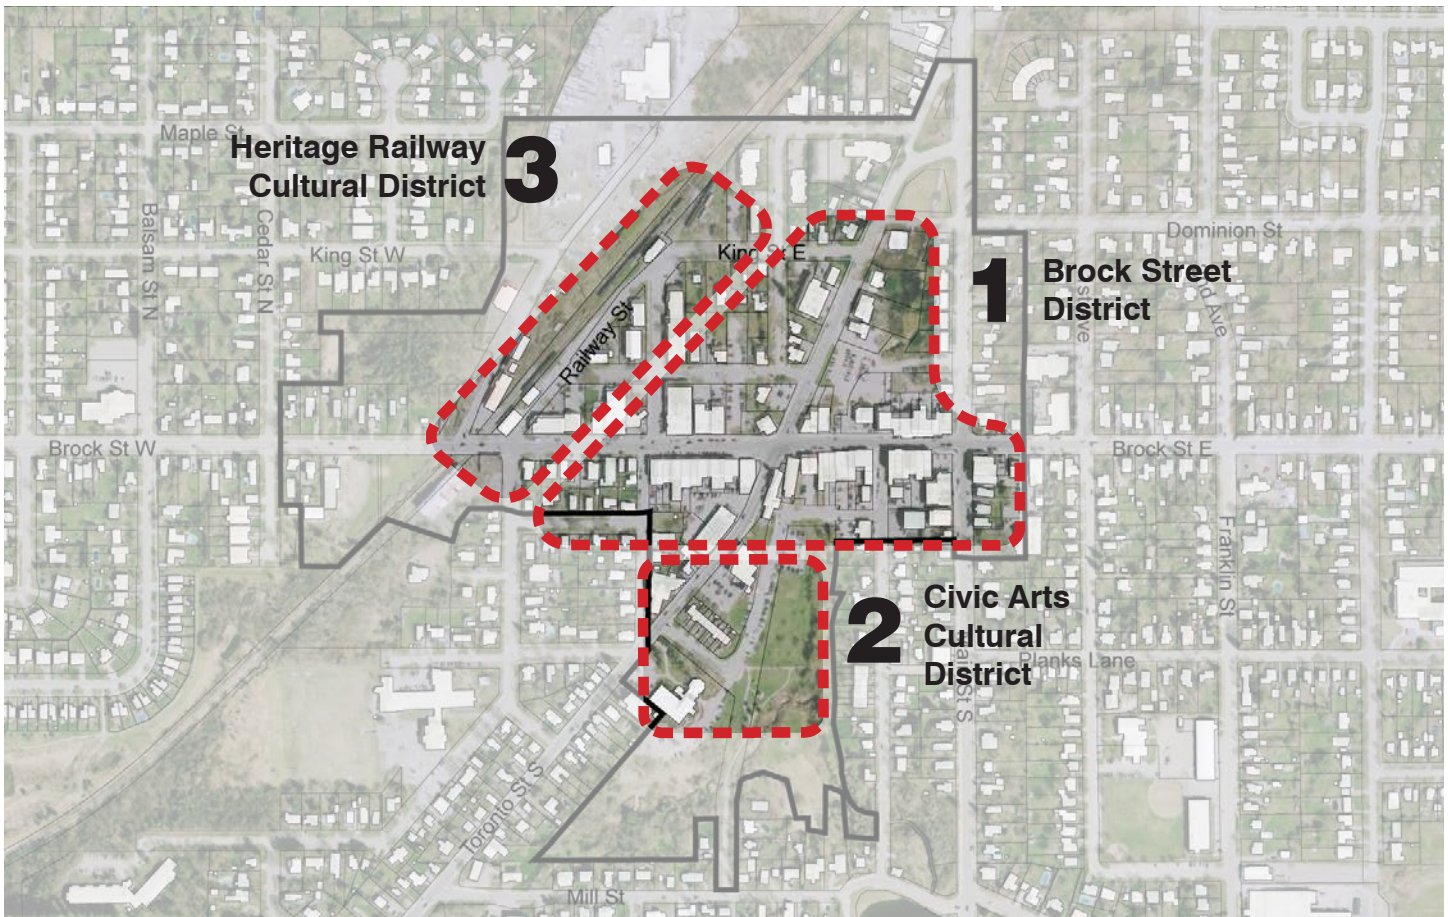 Maple St
Heritage Railway
Cultural District
3
Balsam St N
Cedar St N
King St W
King St E
Dominion St
1
Brock Street
District
Railway St
Brock St W
Brock St E
Franklin St
2
Civic Arts
Cultural
District
Planks Lane
St S
Toronto St S
Mill St